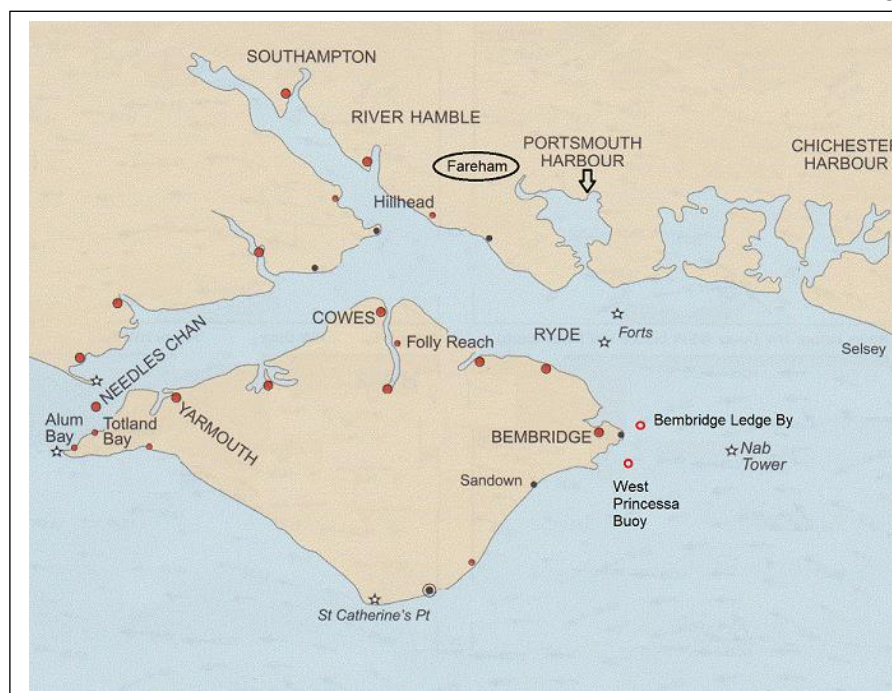 SOUTHAMPTON
RIVER HAMBLE
Fareham
PORTSMOUTH
HARBOUR
CHICHESTER
HARBOUR
Hillhead
NEEDLES CHAN
COWES
Folly Reach
RYDE
Forts
Selsey
Alum
Bay
Totland
Bay
YARMOUTH
BEMBRIDGE
Bembridge Ledge By
Nab
Tower
Sandown
West
Princessa
Buoy
St Catherine's Pt